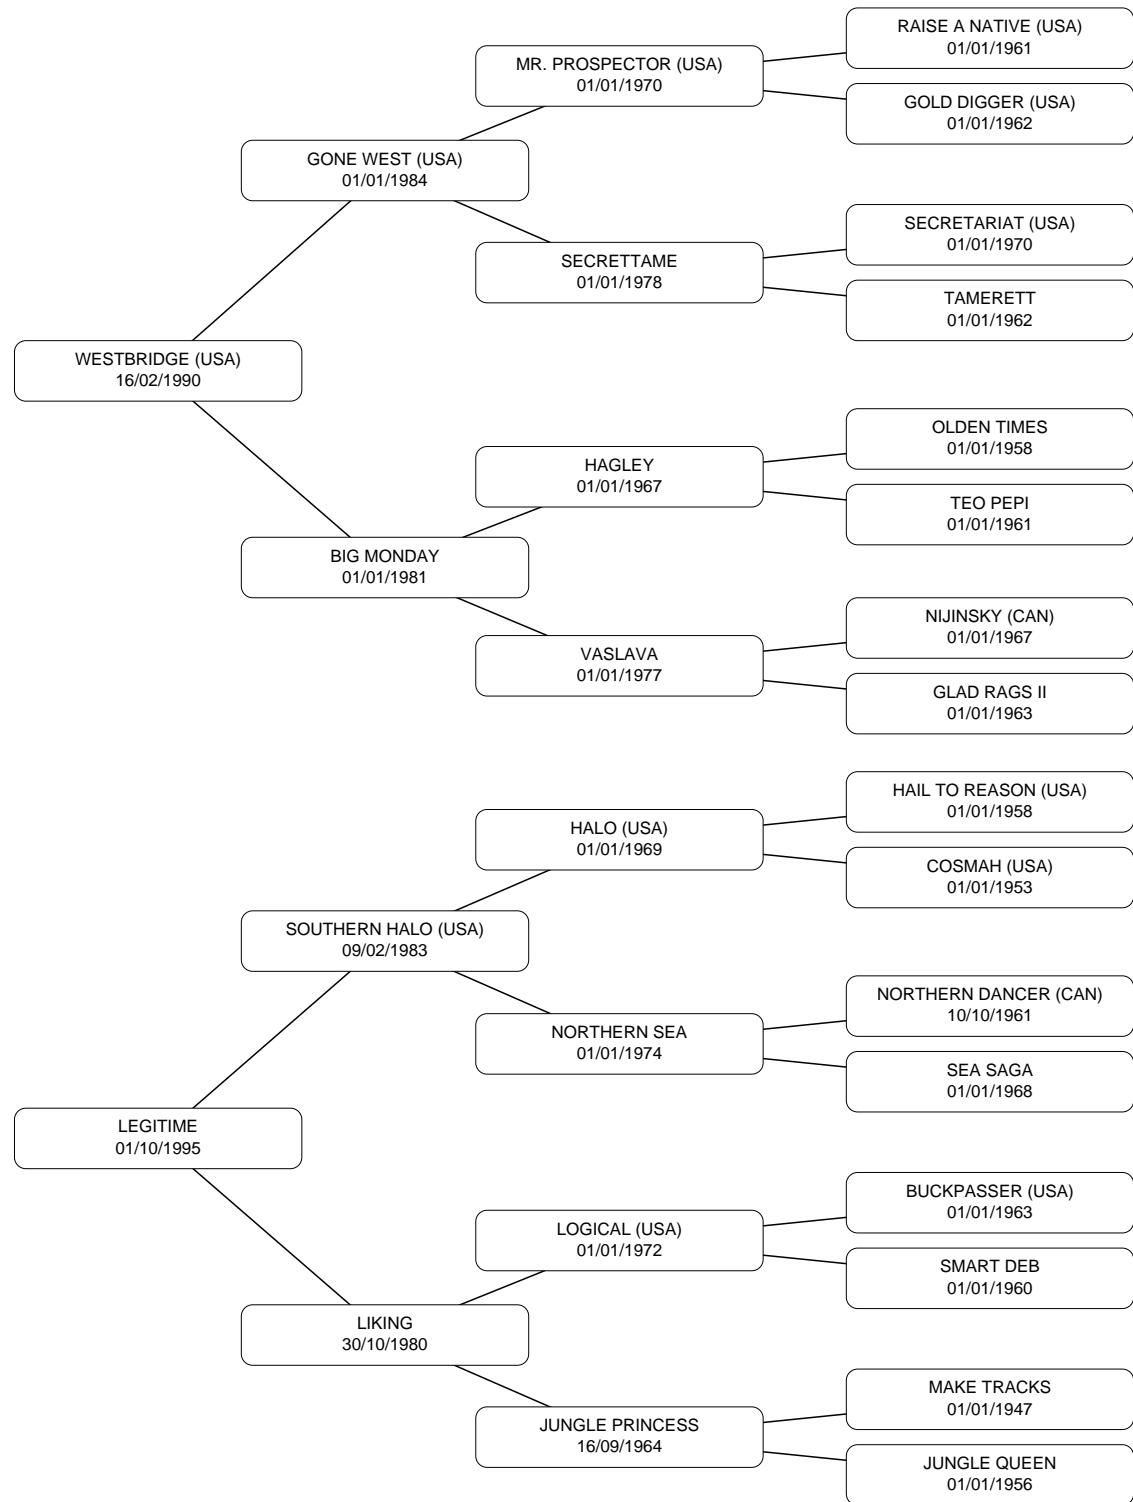 RAISE A NATIVE (USA)
01/01/1961
MR. PROSPECTOR (USA)
01/01/1970
GOLD DIGGER (USA)
01/01/1962
GONE WEST (USA)
01/01/1984
SECRETARIAT (USA)
01/01/1970
SECRETTAME
01/01/1978
TAMERETT
01/01/1962
WESTBRIDGE (USA)
16/02/1990
OLDEN TIMES
01/01/1958
HAGLEY
01/01/1967
TEO PEPI
01/01/1961
BIG MONDAY
01/01/1981
NIJINSKY (CAN)
01/01/1967
VASLAVA
01/01/1977
GLAD RAGS II
01/01/1963
HAIL TO REASON (USA)
01/01/1958
HALO (USA)
01/01/1969
COSMAH (USA)
01/01/1953
SOUTHERN HALO (USA)
09/02/1983
NORTHERN DANCER (CAN)
10/10/1961
NORTHERN SEA
01/01/1974
SEA SAGA
01/01/1968
LEGITIME
01/10/1995
BUCKPASSER (USA)
01/01/1963
LOGICAL (USA)
01/01/1972
SMART DEB
01/01/1960
LIKING
30/10/1980
MAKE TRACKS
01/01/1947
JUNGLE PRINCESS
16/09/1964
JUNGLE QUEEN
01/01/1956